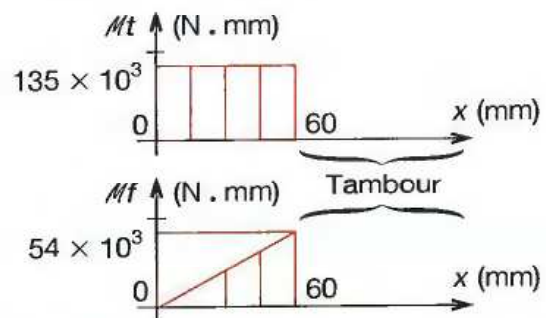 Mt (N . mm)
135 × 10³
0
60
x (mm)
Tambour
Mf (N . mm)
54 × 10³
0
60
x (mm)